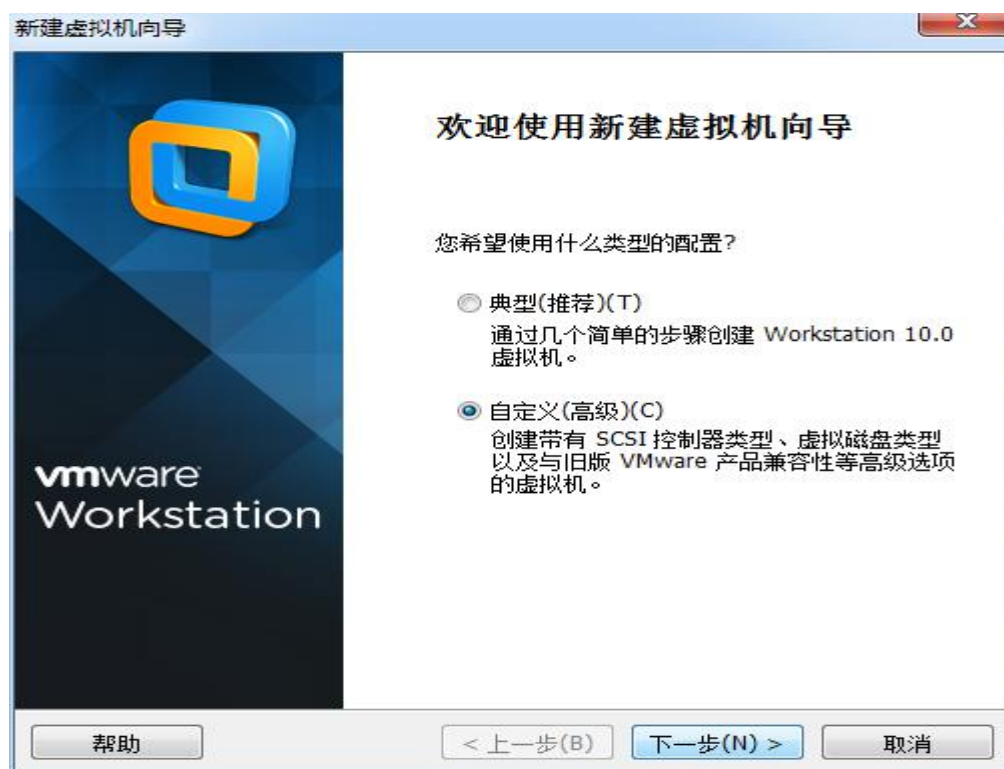 新建虚拟机向导
欢迎使用新建虚拟机向导
您希望使用什么类型的配置?
典型(推荐)(T)
通过几个简单的步骤创建 Workstation 10.0
虚拟机。
自定义(高级)(C)
创建带有 SCSI 控制器类型、虚拟磁盘类型
以及与旧版 VMware 产品兼容性等高级选项
的虚拟机。
vmware
Workstation
帮助
< 上一步(B)
下一步(N) >
取消